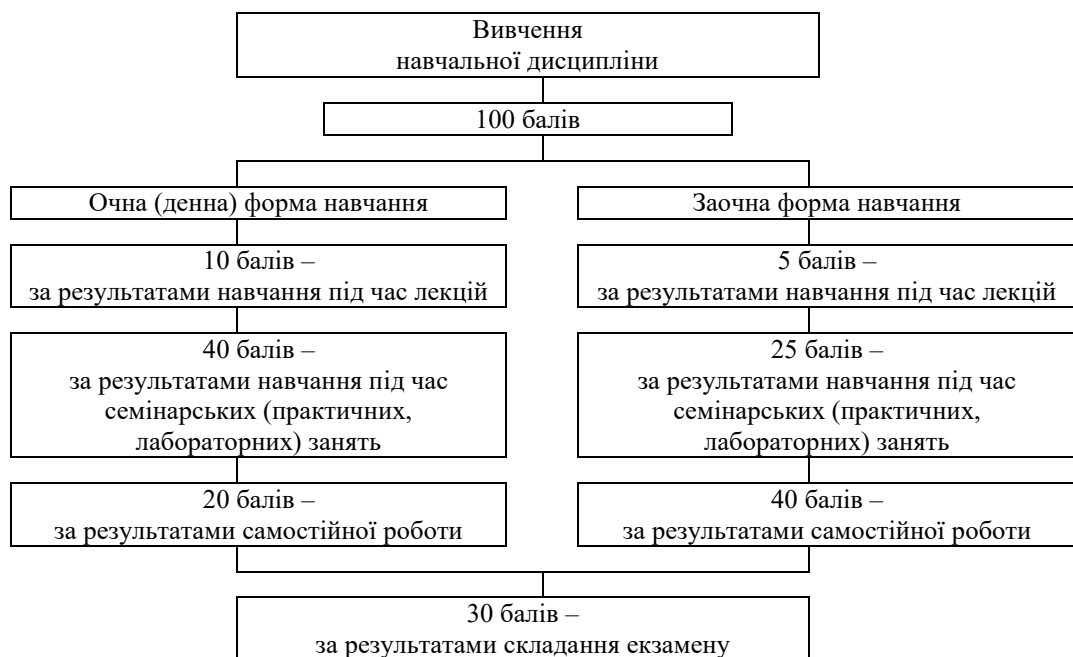 Вивчення
навчальної дисципліни
100 балів
Очна (денна) форма навчання
Заочна форма навчання
10 балів –
за результатами навчання під час лекцій
5 балів –
за результатами навчання під час лекцій
40 балів –
за результатами навчання під час
семінарських (практичних,
лабораторних) занять
25 балів –
за результатами навчання під час
семінарських (практичних,
лабораторних) занять
20 балів –
за результатами самостійної роботи
40 балів –
за результатами самостійної роботи
30 балів –
за результатами складання екзамену